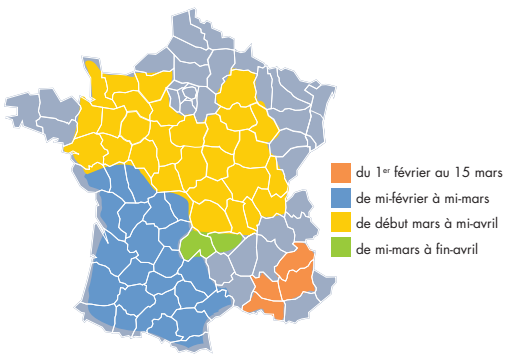 du 1er février au 15 mars
de mi-février à mi-mars
de début mars à mi-avril
de mi-mars à fin-avril